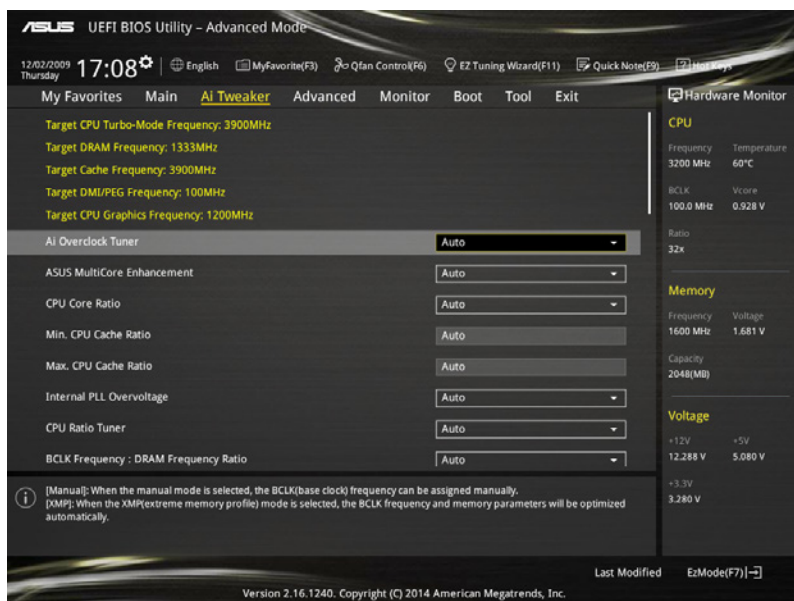 ASUS UEFI BIOS Utility – Advanced Mode
12/02/2009 Thursday 17:08 English MyFavorite(F3) Qfan Control(F6) EZ Tuning Wizard(F11) Quick Note(F9) Hot Keys
My Favorites Main Ai Tweaker Advanced Monitor Boot Tool Exit
Target CPU Turbo-Mode Frequency: 3900MHz
Target DRAM Frequency: 1333MHz
Target Cache Frequency: 3900MHz
Target DMI/PEG Frequency: 100MHz
Target CPU Graphics Frequency: 1200MHz
Ai Overclock Tuner Auto
ASUS MultiCore Enhancement Auto
CPU Core Ratio Auto
Min. CPU Cache Ratio Auto
Max. CPU Cache Ratio Auto
Internal PLL Overvoltage Auto
CPU Ratio Tuner Auto
BCLK Frequency : DRAM Frequency Ratio Auto
[Manual]: When the manual mode is selected, the BCLK(base clock) frequency can be assigned manually.
[XMP]: When the XMP(extreme memory profile) mode is selected, the BCLK frequency and memory parameters will be optimized
automatically.
Hardware Monitor
CPU
Frequency Temperature
3200 MHz 60°C
BCLK Vcore
100.0 MHz 0.928 V
Ratio
32x
Memory
Frequency Voltage
1600 MHz 1.681 V
Capacity
2048(MB)
Voltage
+12V +5V
12.288 V 5.080 V
+3.3V
3.280 V
Last Modified EzMode(F7)
Version 2.16.1240. Copyright (C) 2014 American Megatrends, Inc.